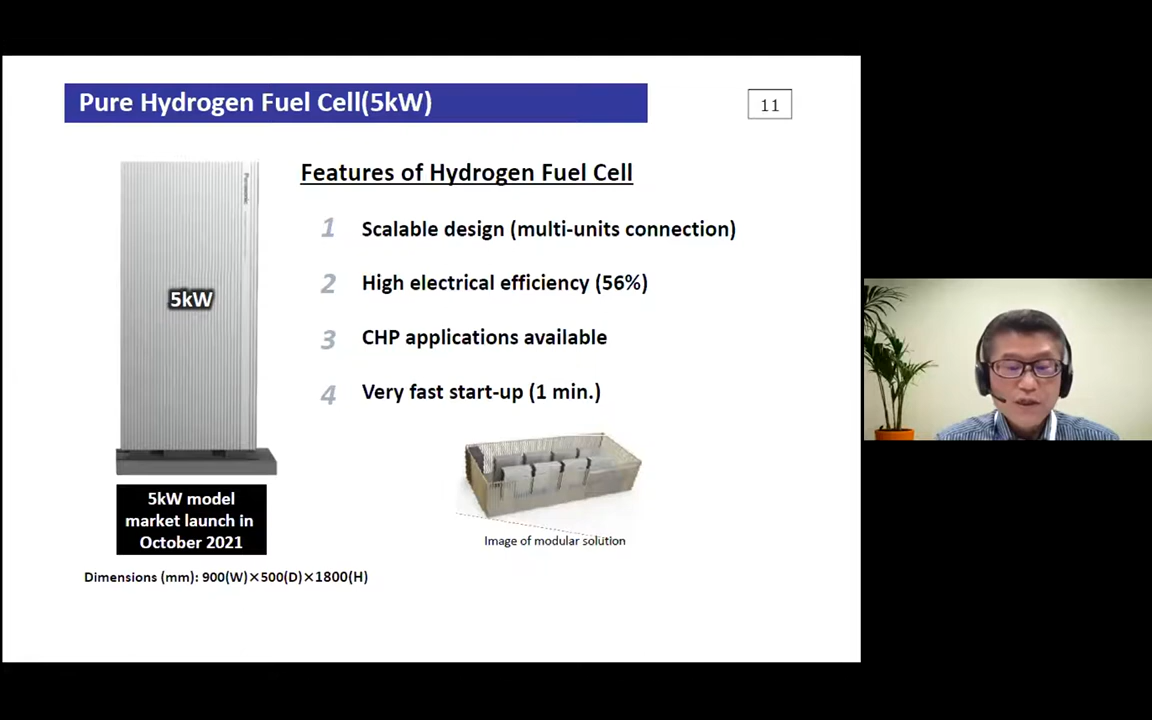 Pure Hydrogen Fuel Cell(5kW)
11
Features of Hydrogen Fuel Cell
1 Scalable design (multi-units connection)
2 High electrical efficiency (56%)
3 CHP applications available
4 Very fast start-up (1 min.)
Panasonic
5kW
5kW model
market launch in
October 2021
Image of modular solution
Dimensions (mm): 900(W)×500(D)×1800(H)